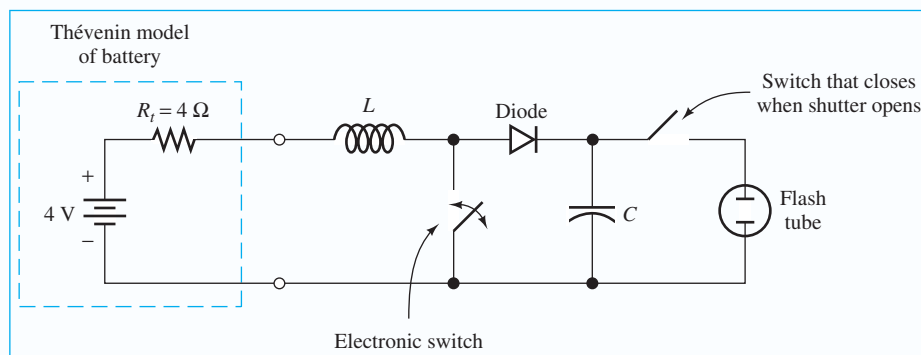 Thévenin model
of battery
R_t = 4 Ω
L
Diode
Switch that closes
when shutter opens
+
4 V
−
C
Flash
tube
Electronic switch